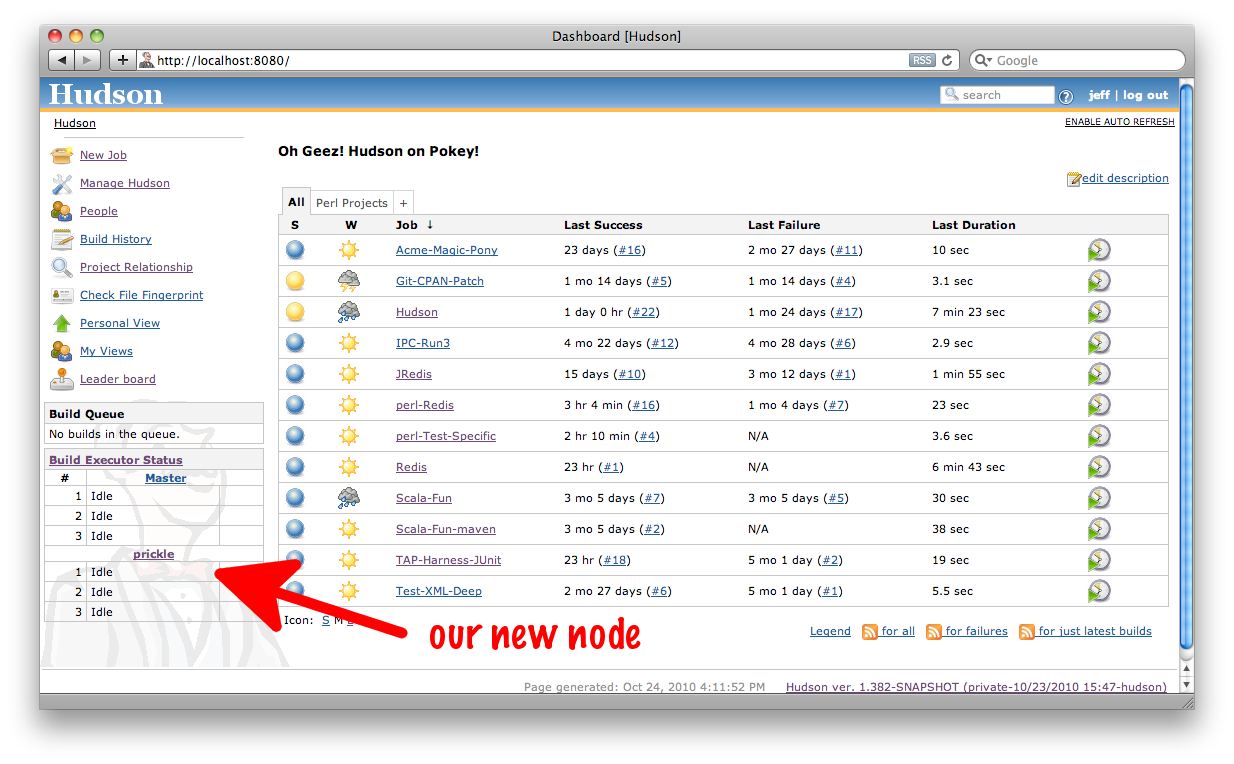 Dashboard [Hudson]
http://localhost:8080/
RSS
Google
Hudson
search
jeff | log out
Hudson
ENABLE AUTO REFRESH
New Job
Manage Hudson
People
Build History
Project Relationship
Check File Fingerprint
Personal View
My Views
Leader board
Build Queue
No builds in the queue.
Build Executor Status
# Master
1 Idle
2 Idle
3 Idle
prickle
1 Idle
2 Idle
3 Idle
Oh Geez! Hudson on Pokey!
edit description
All Perl Projects +
S W Job ↓ Last Success Last Failure Last Duration
Acme-Magic-Pony 23 days (#16) 2 mo 27 days (#11) 10 sec
Git-CPAN-Patch 1 mo 14 days (#5) 1 mo 14 days (#4) 3.1 sec
Hudson 1 day 0 hr (#22) 1 mo 24 days (#17) 7 min 23 sec
IPC-Run3 4 mo 22 days (#12) 4 mo 28 days (#6) 2.9 sec
JRedis 15 days (#10) 3 mo 12 days (#1) 1 min 55 sec
perl-Redis 3 hr 4 min (#16) 1 mo 4 days (#7) 23 sec
perl-Test-Specific 2 hr 10 min (#4) N/A 3.6 sec
Redis 23 hr (#1) N/A 6 min 43 sec
Scala-Fun 3 mo 5 days (#7) 3 mo 5 days (#5) 30 sec
Scala-Fun-maven 3 mo 5 days (#2) N/A 38 sec
TAP-Harness-JUnit 23 hr (#18) 5 mo 1 day (#2) 19 sec
Test-XML-Deep 2 mo 27 days (#6) 5 mo 1 day (#1) 5.5 sec
Icon: S M
our new node
Legend for all for failures for just latest builds
Page generated: Oct 24, 2010 4:11:52 PM Hudson ver. 1.382-SNAPSHOT (private-10/23/2010 15:47-hudson)